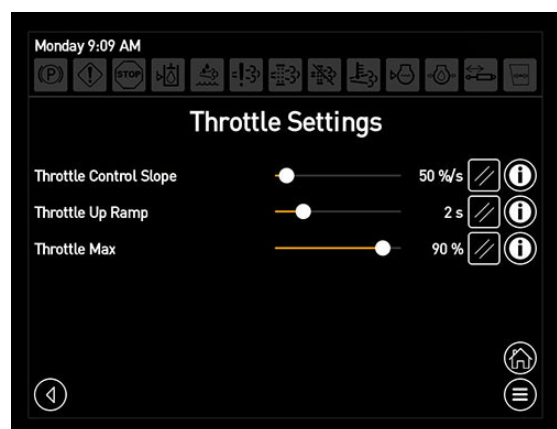 Monday 9:09 AM
(P) STOP
Throttle Settings
Throttle Control Slope 50 %/s
Throttle Up Ramp 2 s
Throttle Max 90 %